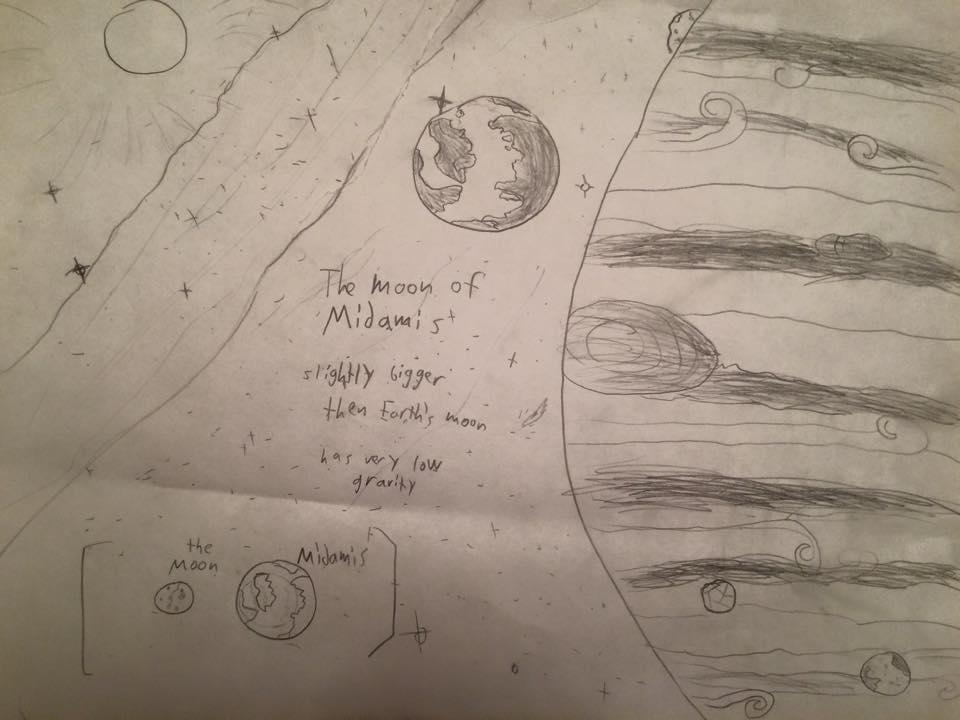 The moon of
Midamis
slightly bigger
then Earth's moon
has very low
gravity
the
Moon
Midamis